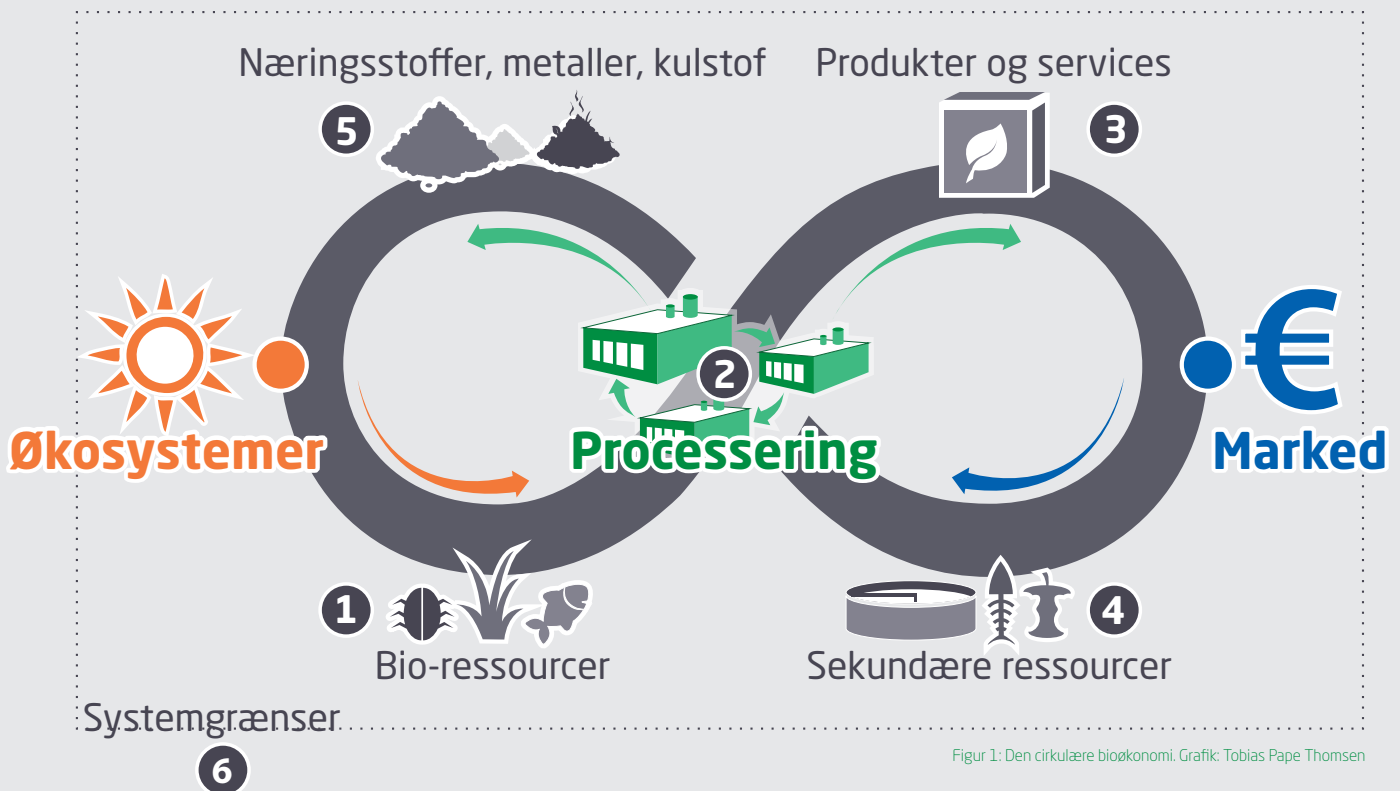 Næringsstoffer, metaller, kulstof
Produkter og services
5
3
2
Økosystemer
Processering
Marked
€
1
4
Bio-ressourcer
Sekundære ressourcer
Systemgrænser
6
Figur 1: Den cirkulære bioøkonomi. Grafik: Tobias Pape Thomsen